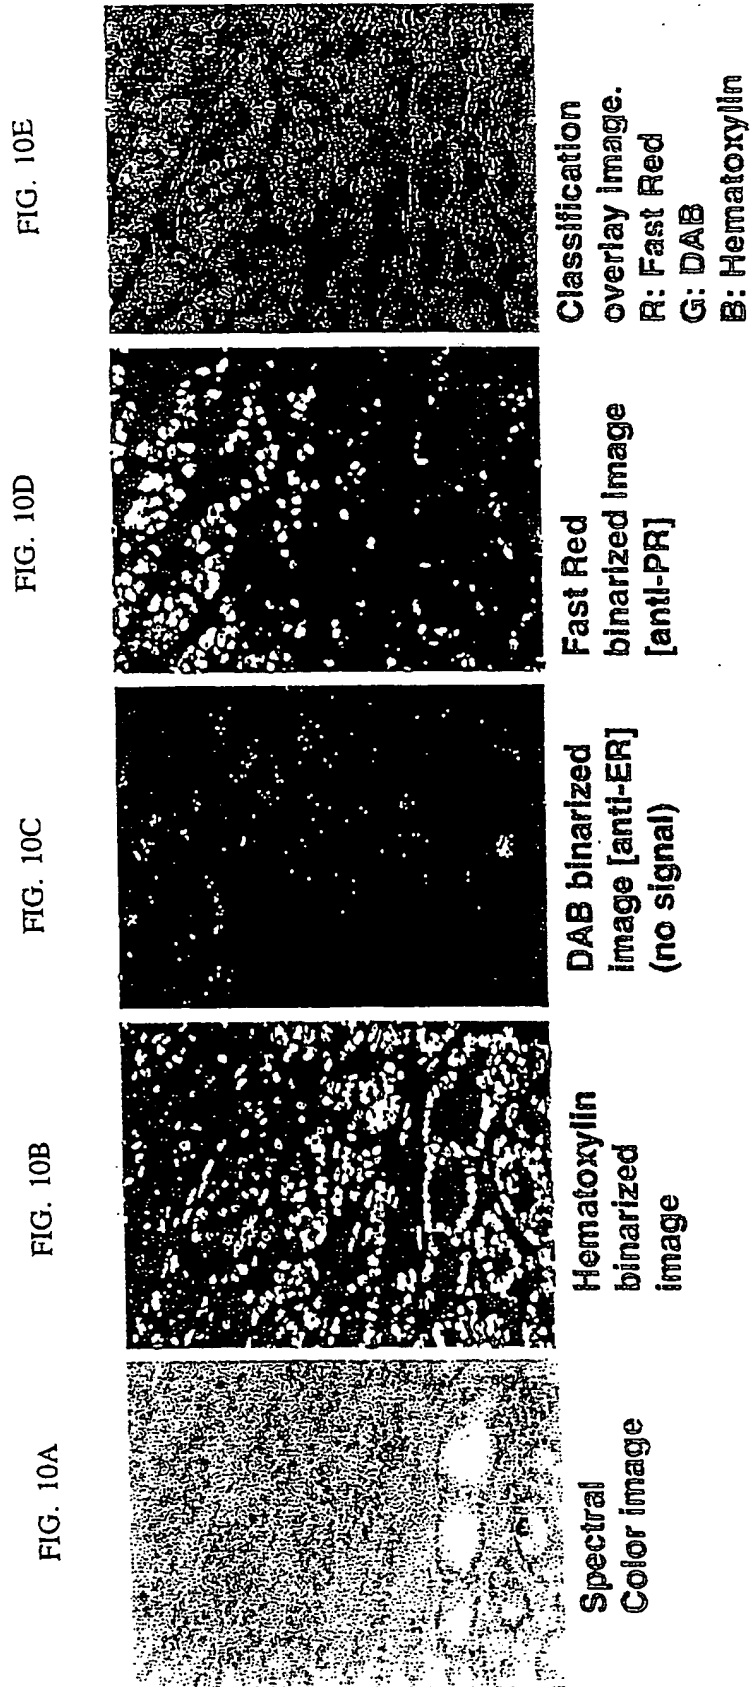 FIG. 10A
Spectral
Color image
FIG. 10B
Hematoxylin
binarized
image
FIG. 10C
DAB binarized
image [anti-ER]
(no signal)
FIG. 10D
Fast Red
binarized image
[anti-PR]
FIG. 10E
Classification
overlay image.
R: Fast Red
G: DAB
B: Hematoxylin